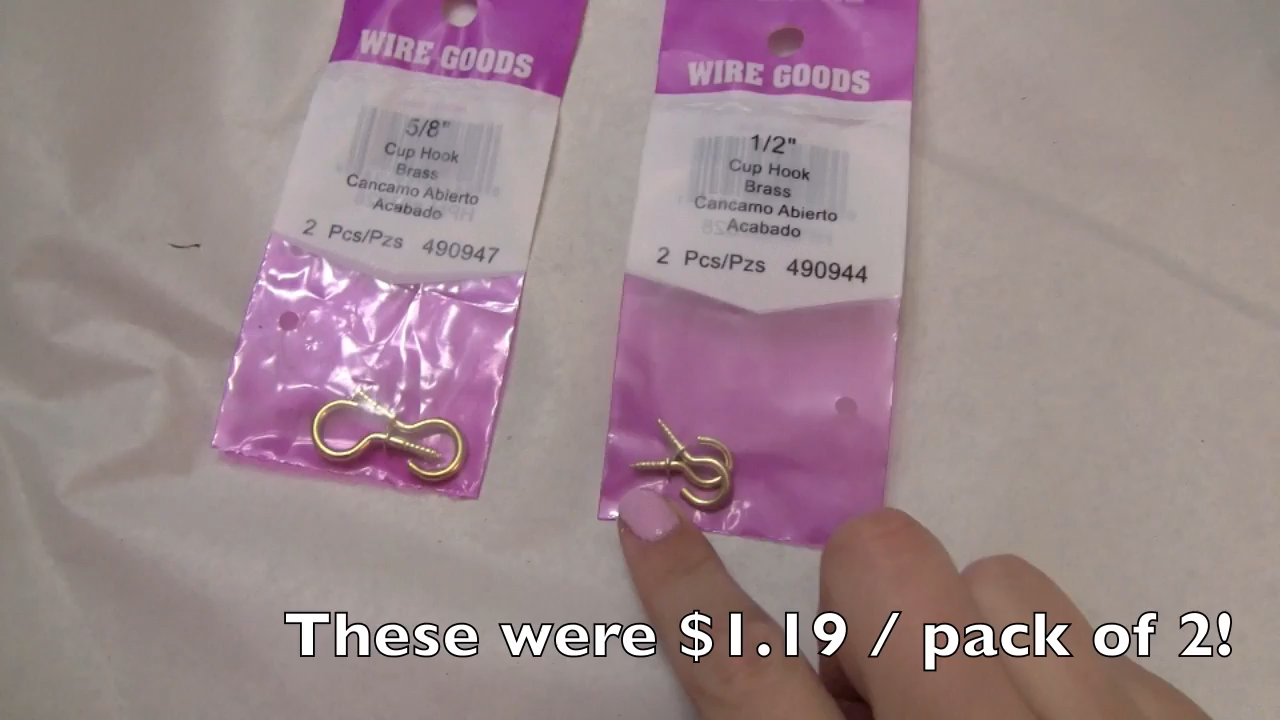 WIRE GOODS
5/8"
Cup Hook
Brass
Cancamo Abierto
Acabado
2 Pcs/Pzs 490947
WIRE GOODS
1/2"
Cup Hook
Brass
Cancamo Abierto
Acabado
2 Pcs/Pzs 490944
These were $1.19 / pack of 2!